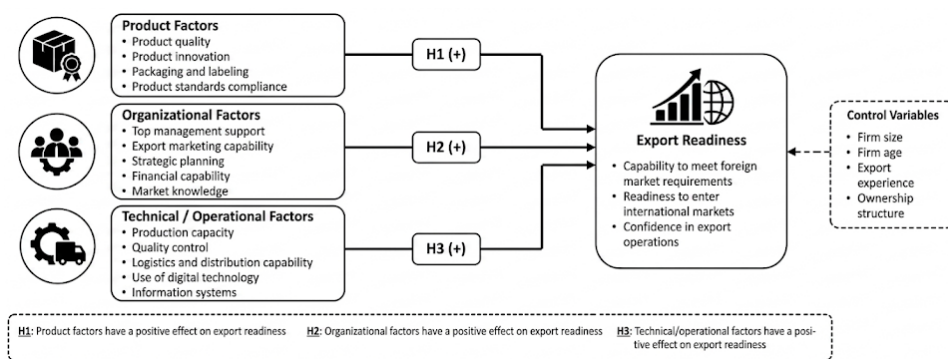 Product Factors
• Product quality
• Product innovation
• Packaging and labeling
• Product standards compliance
H1 (+)
Organizational Factors
• Top management support
• Export marketing capability
• Strategic planning
• Financial capability
• Market knowledge
H2 (+)
Technical / Operational Factors
• Production capacity
• Quality control
• Logistics and distribution capability
• Use of digital technology
• Information systems
H3 (+)
Export Readiness
• Capability to meet foreign
market requirements
• Readiness to enter
international markets
• Confidence in export
operations
Control Variables
• Firm size
• Firm age
• Export
experience
• Ownership
structure
H1: Product factors have a positive effect on export readiness
H2: Organizational factors have a positive effect on export readiness
H3: Technical/operational factors have a posi-
tive effect on export readiness